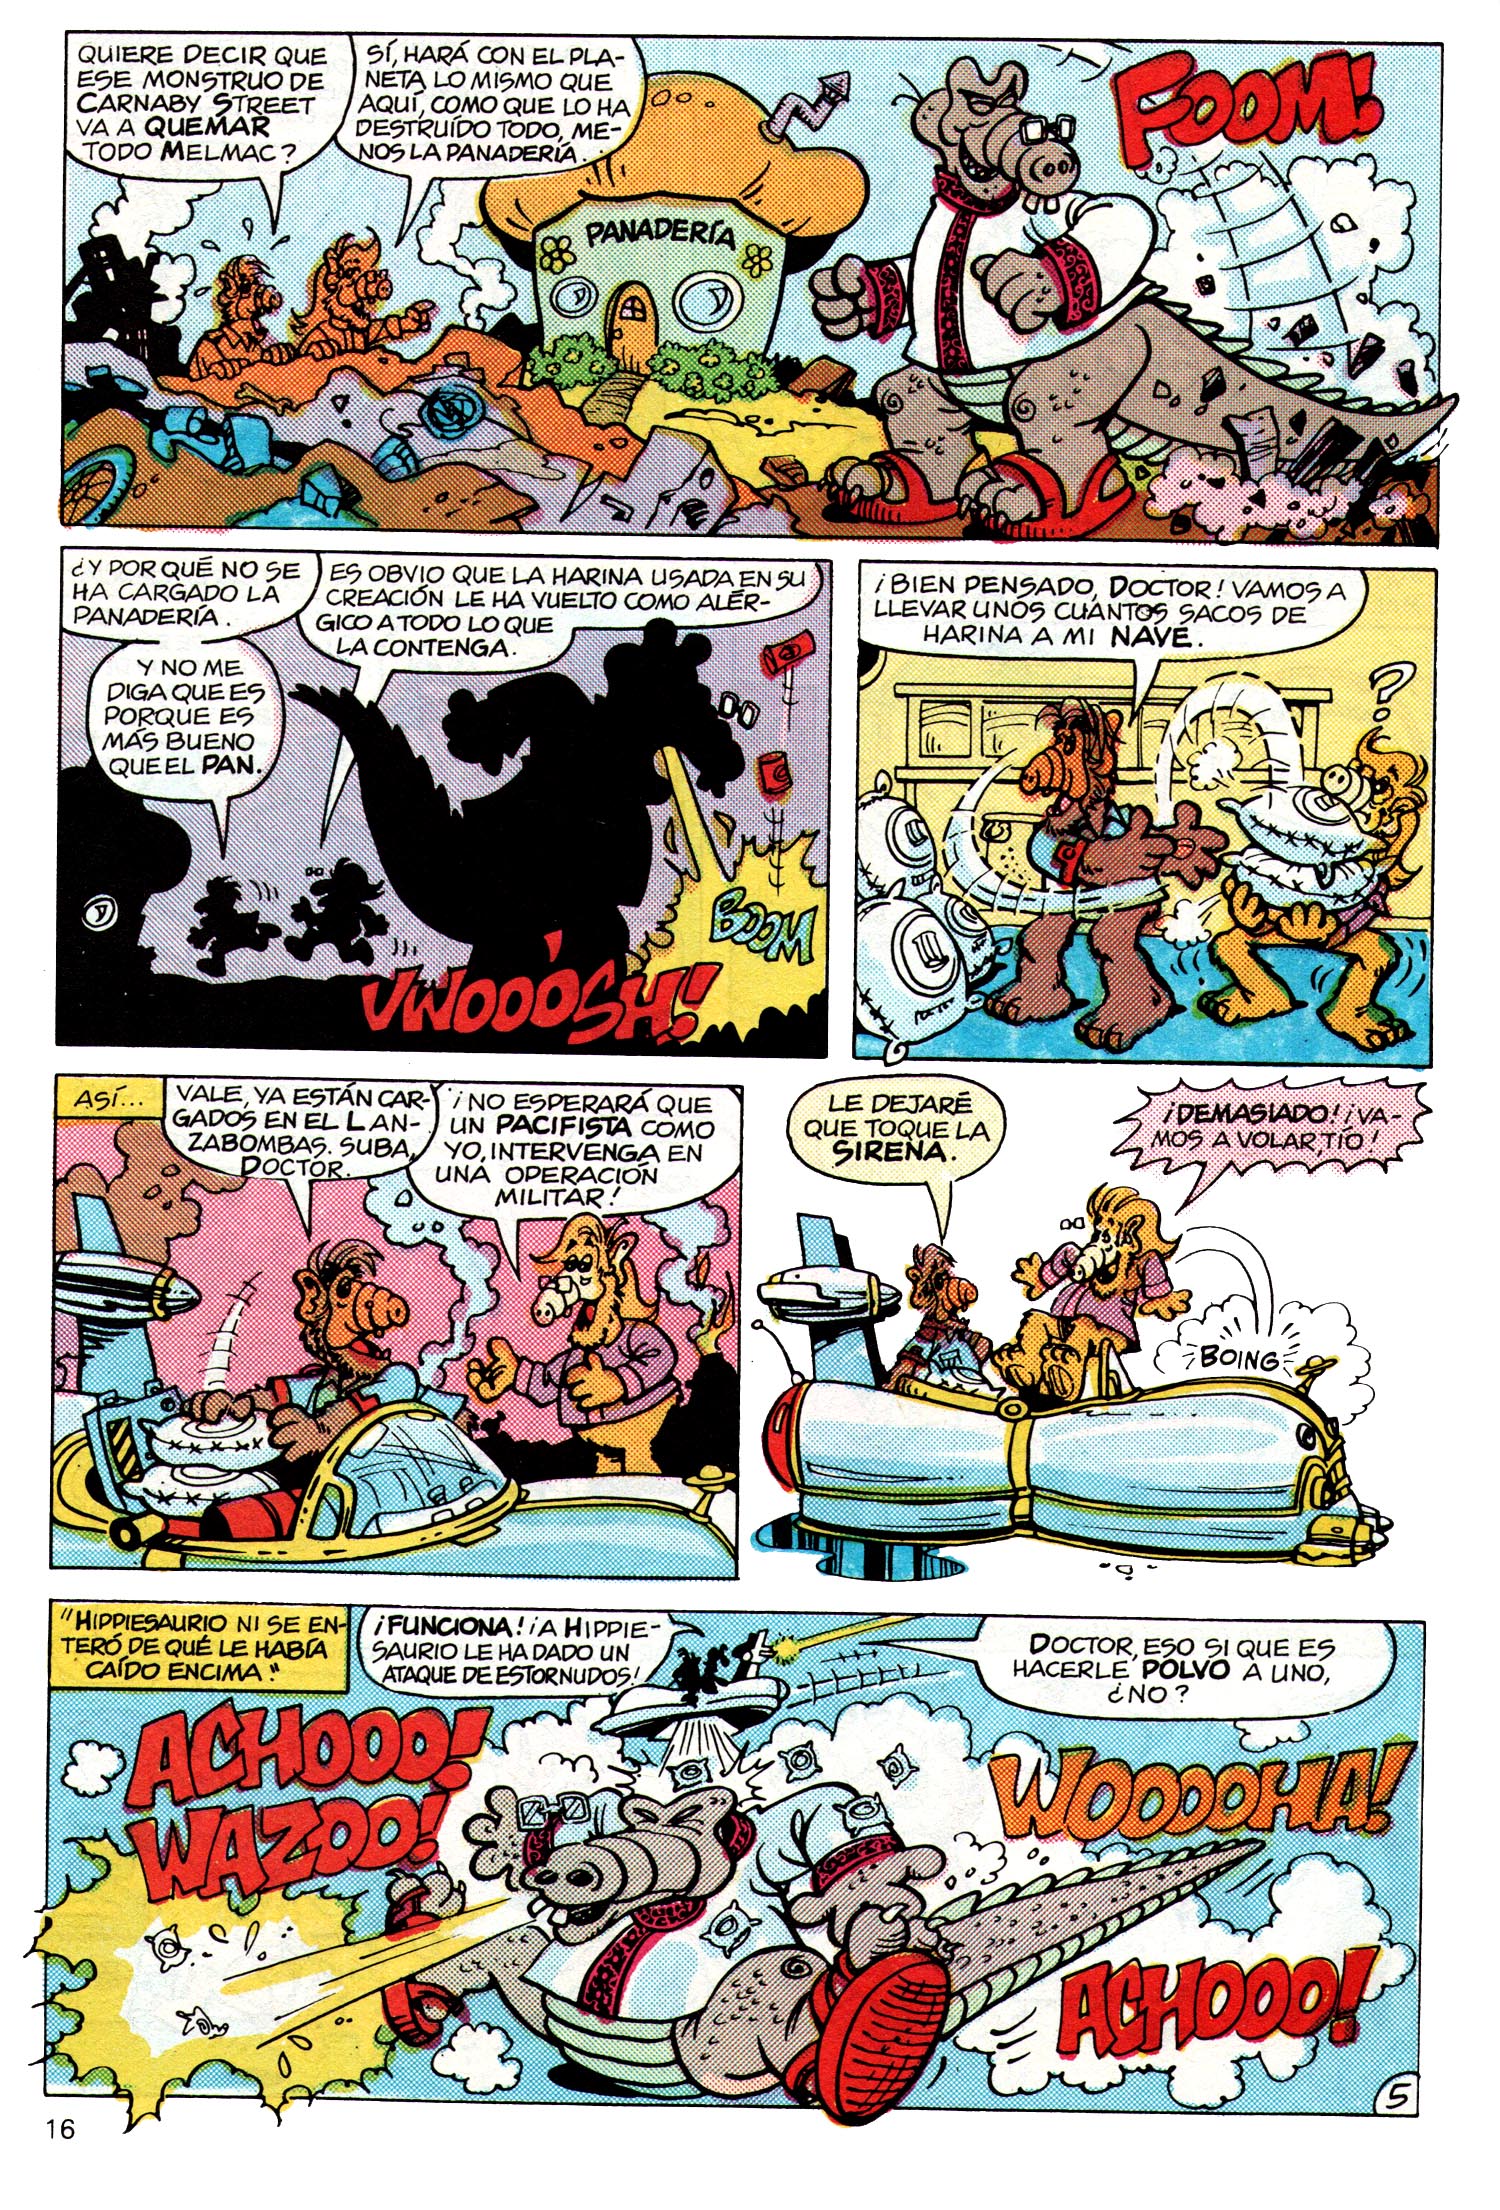 QUIERE DECIR QUE
ESE MONSTRUO DE
CARNABY STREET
VA A QUEMAR
TODO MELMAC?
SÍ, HARÁ CON EL PLA-
NETA LO MISMO QUE
AQUÍ, COMO QUE LO HA
DESTRUÍDO TODO, ME-
NOS LA PANADERÍA.
PANADERÍA
FOOM!
¿Y POR QUÉ NO SE
HA CARGADO LA
PANADERÍA.
Y NO ME
DIGA QUE ES
PORQUE ES
MÁS BUENO
QUE EL PAN.
ES OBVIO QUE LA HARINA USADA EN SU
CREACIÓN LE HA VUELTO COMO ALÉR-
GICO A TODO LO QUE
LA CONTENGA.
BOOM
VWOOÓSH!
¡BIEN PENSADO, DOCTOR! VAMOS A
LLEVAR UNOS CUANTOS SACOS DE
HARINA A MI NAVE.
?
ASÍ...
VALE, YA ESTÁN CAR-
GADOS EN EL LAN-
ZABOMBAS. SUBA,
DOCTOR.
¡NO ESPERARÁ QUE
UN PACIFISTA COMO
YO, INTERVENGA EN
UNA OPERACIÓN
MILITAR!
LE DEJARÉ
QUE TOQUE LA
SIRENA.
¡DEMASIADO! ¡VA-
MOS A VOLAR, TÍO!
BOING
"HIPPIESAURIO NI SE EN-
TERÓ DE QUÉ LE HABÍA
CAÍDO ENCIMA."
¡FUNCIONA! ¡A HIPPIE-
SAURIO LE HA DADO UN
ATAQUE DE ESTORNUDOS!
DOCTOR, ESO SI QUE ES
HACERLE POLVO A UNO,
¿NO?
ACHOOO!
WAZOO!
WOOOOHA!
ACHOOO!
5
16